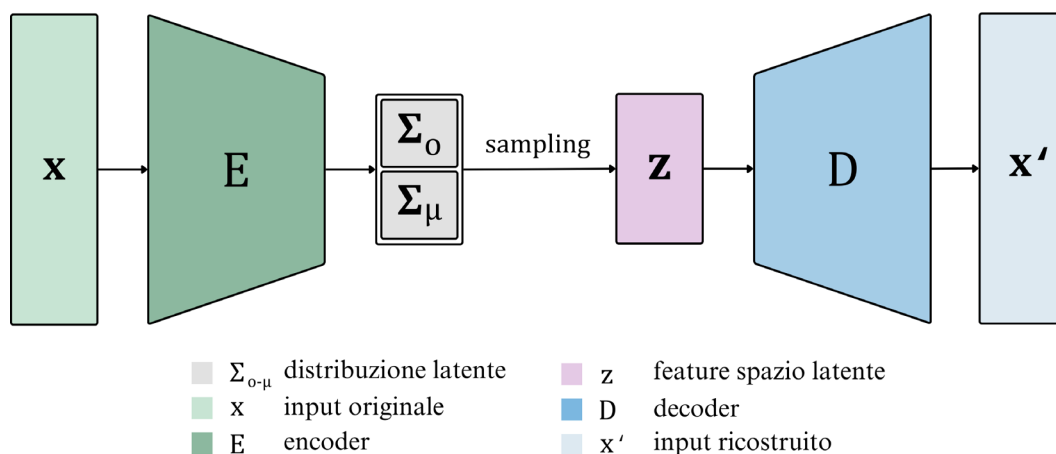 Σo
sampling
x
E
z
D
x‘
Σμ
Σo-μ distribuzione latente
x input originale
E encoder
z feature spazio latente
D decoder
x‘ input ricostruito